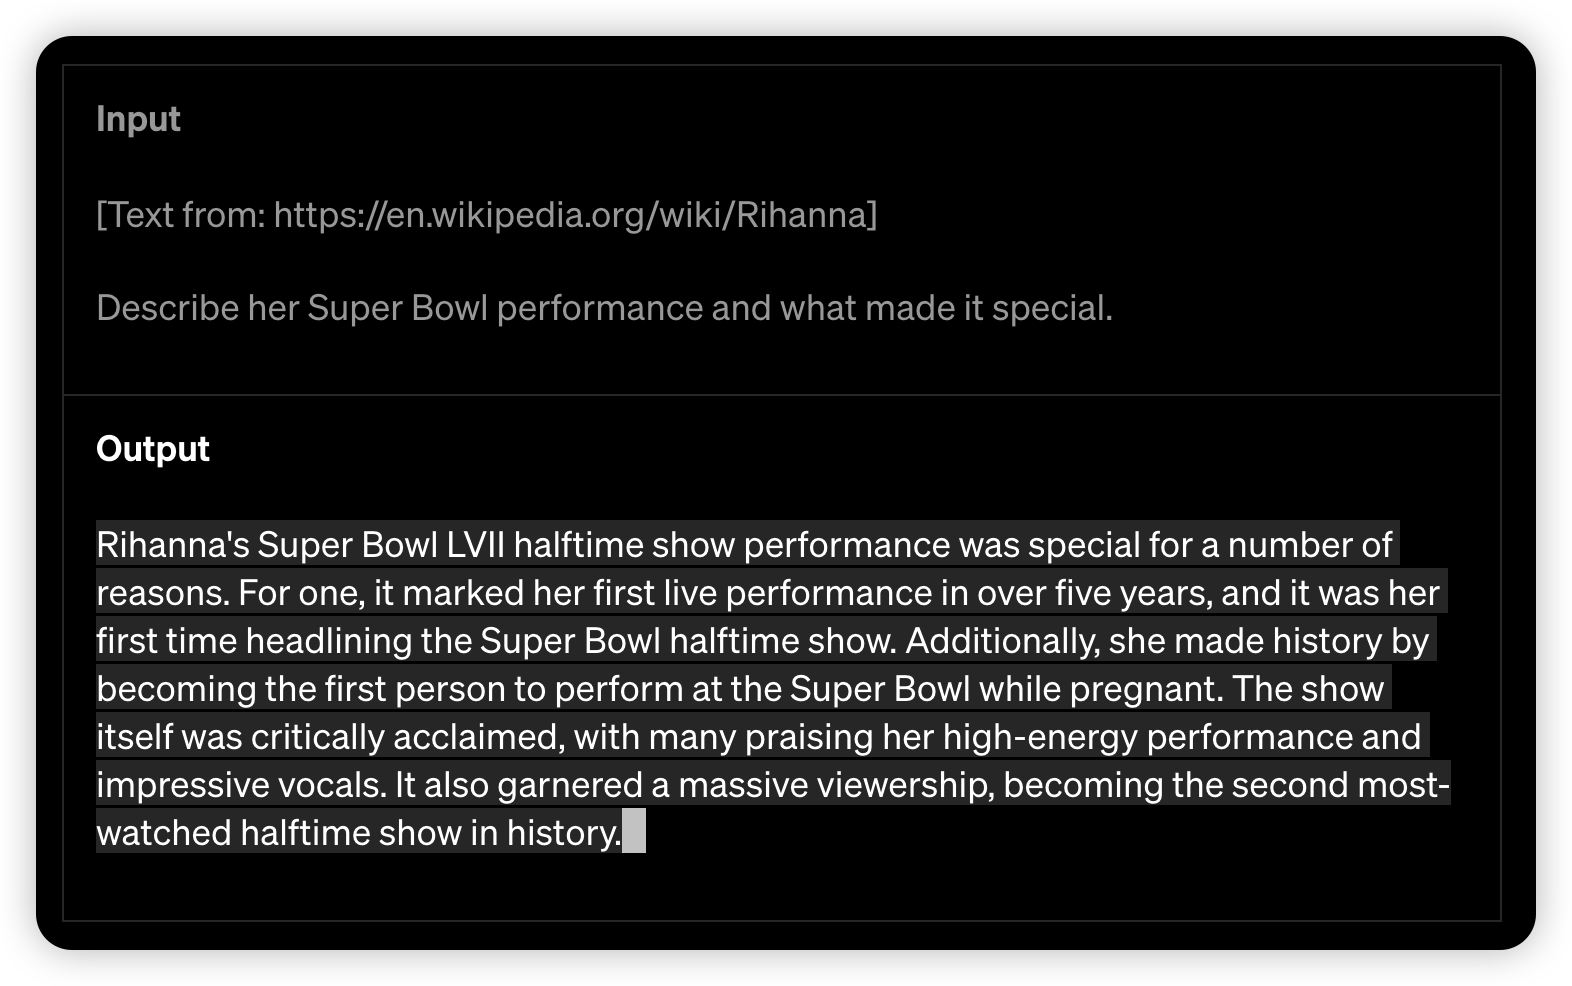 Input
[Text from: https://en.wikipedia.org/wiki/Rihanna]
Describe her Super Bowl performance and what made it special.
Output
Rihanna's Super Bowl LVII halftime show performance was special for a number of
reasons. For one, it marked her first live performance in over five years, and it was her
first time headlining the Super Bowl halftime show. Additionally, she made history by
becoming the first person to perform at the Super Bowl while pregnant. The show
itself was critically acclaimed, with many praising her high-energy performance and
impressive vocals. It also garnered a massive viewership, becoming the second most-
watched halftime show in history.